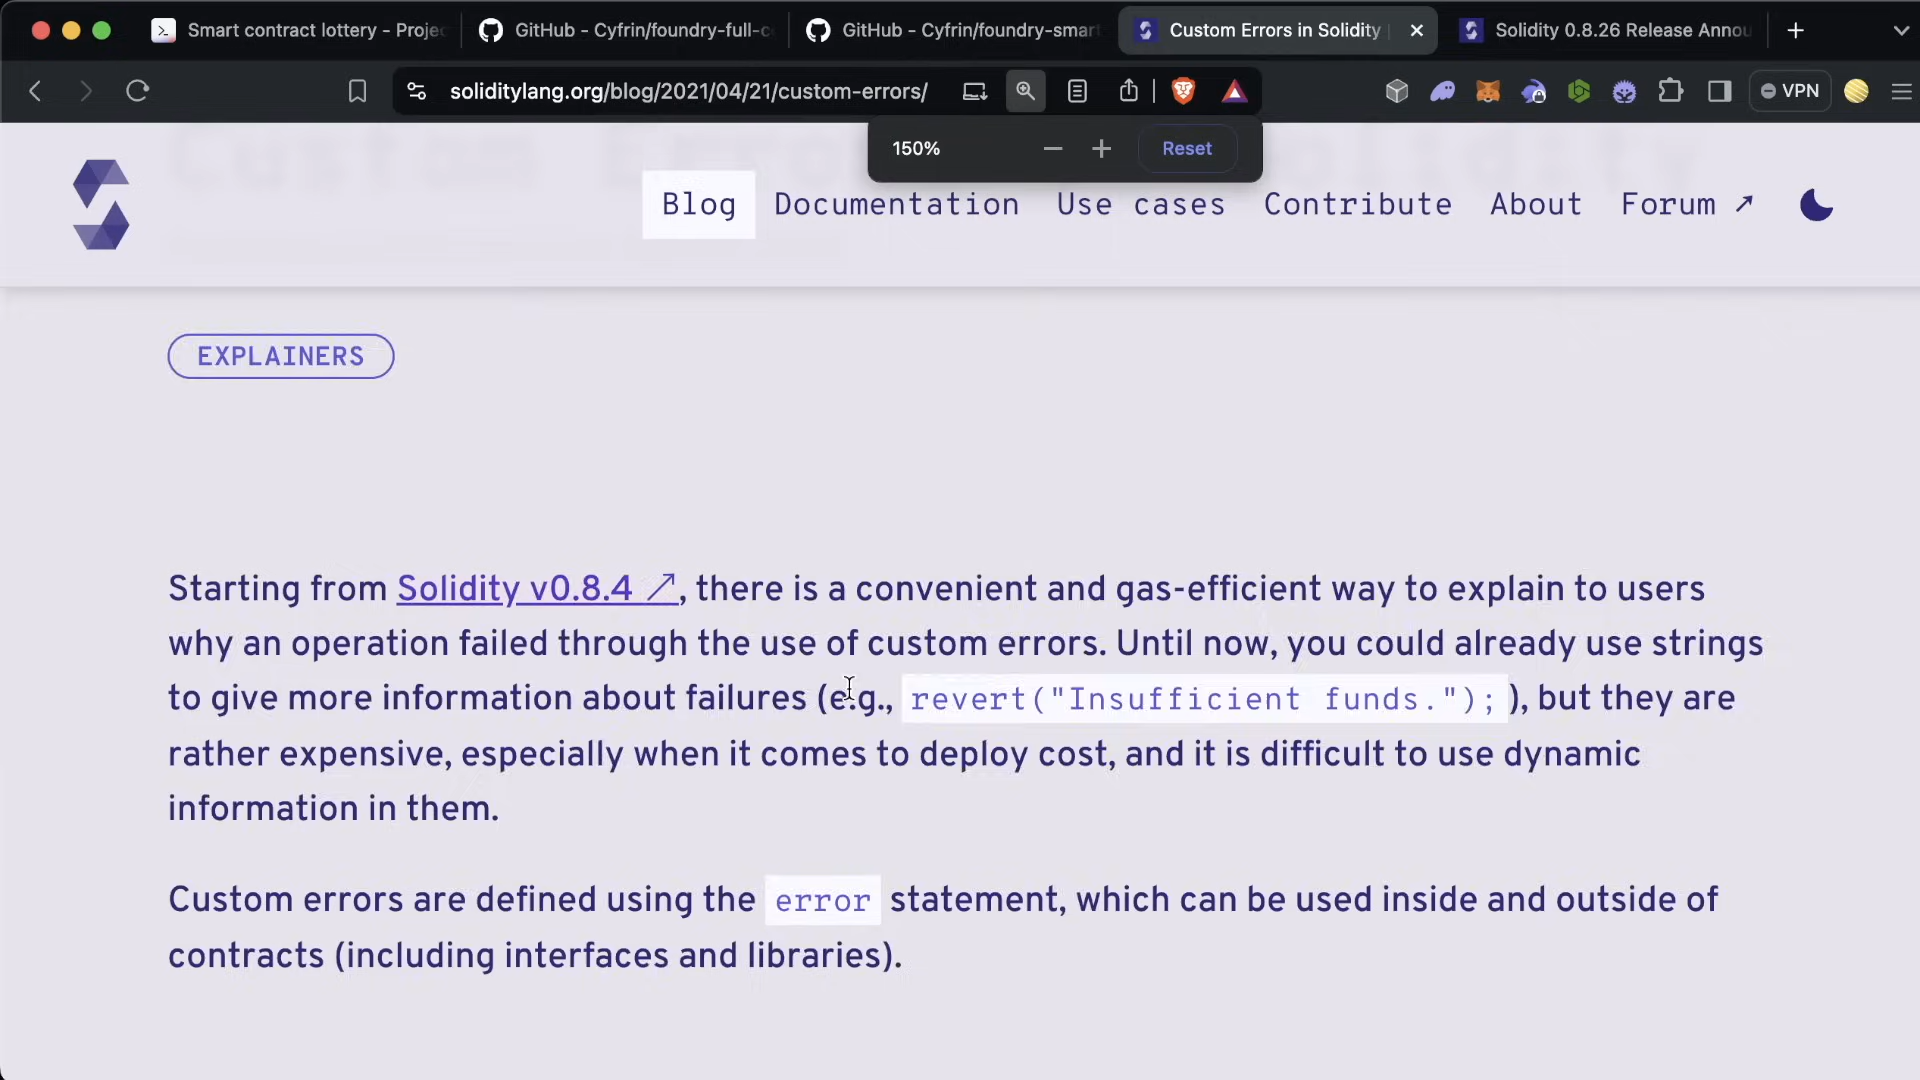 Smart contract lottery - Projec
GitHub - Cyfrin/foundry-full-c
GitHub - Cyfrin/foundry-smart
Custom Errors in Solidity
Solidity 0.8.26 Release Annou
soliditylang.org/blog/2021/04/21/custom-errors/
VPN
150%
Reset
Custom Erro Solidity
Blog
Documentation
Use cases
Contribute
About
Forum ↗
EXPLAINERS
Starting from Solidity v0.8.4 ↗, there is a convenient and gas-efficient way to explain to users
why an operation failed through the use of custom errors. Until now, you could already use strings
to give more information about failures (e.g., revert("Insufficient funds.");), but they are
rather expensive, especially when it comes to deploy cost, and it is difficult to use dynamic
information in them.
Custom errors are defined using the error statement, which can be used inside and outside of
contracts (including interfaces and libraries).